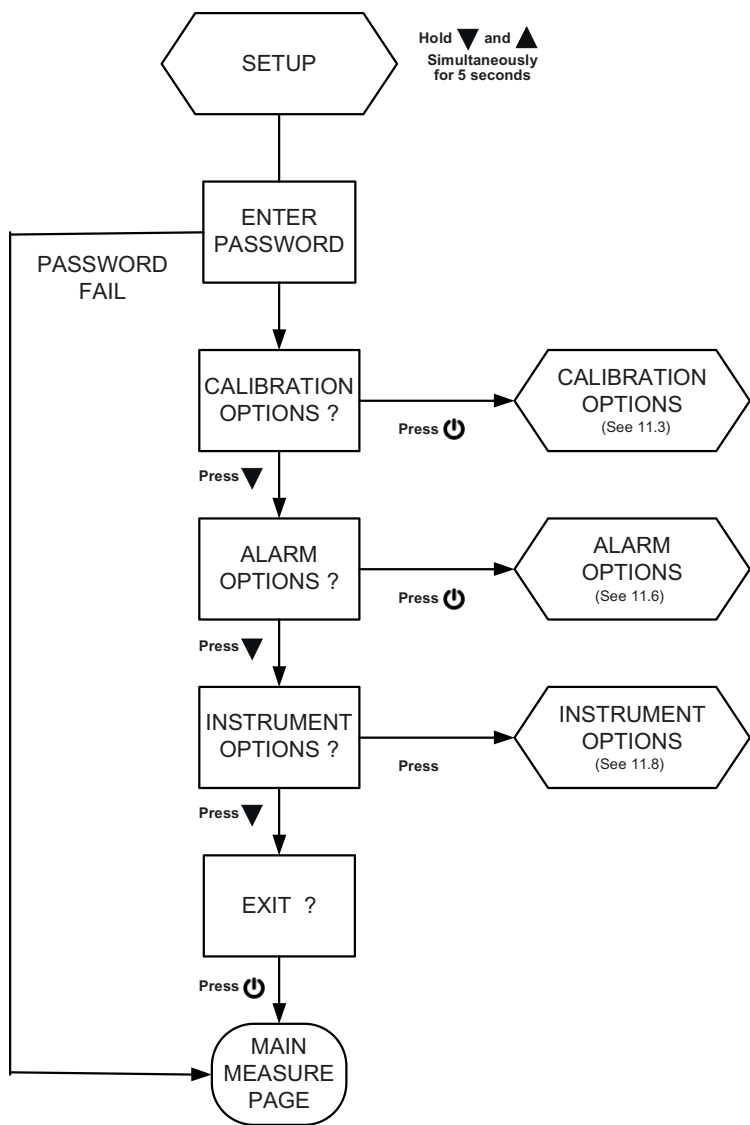 SETUP
Hold ▼ and ▲
Simultaneously
for 5 seconds
ENTER
PASSWORD
PASSWORD
FAIL
CALIBRATION
OPTIONS ?
Press ⏻
CALIBRATION
OPTIONS
(See 11.3)
Press ▼
ALARM
OPTIONS ?
Press ⏻
ALARM
OPTIONS
(See 11.6)
Press ▼
INSTRUMENT
OPTIONS ?
Press
INSTRUMENT
OPTIONS
(See 11.8)
Press ▼
EXIT ?
Press ⏻
MAIN
MEASURE
PAGE